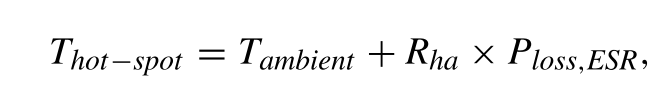 T_{hot-spot} = T_{ambient} + R_{ha} × P_{loss,ESR},